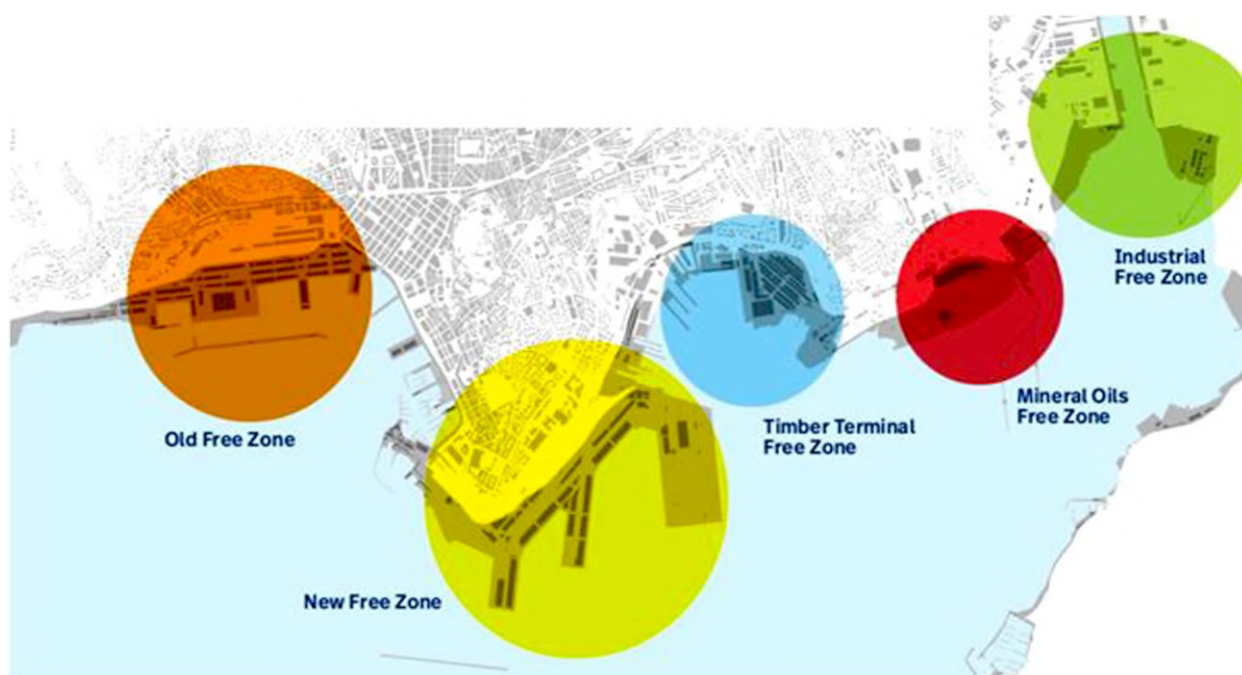 Industrial
Free Zone
Mineral Oils
Free Zone
Timber Terminal
Free Zone
Old Free Zone
New Free Zone